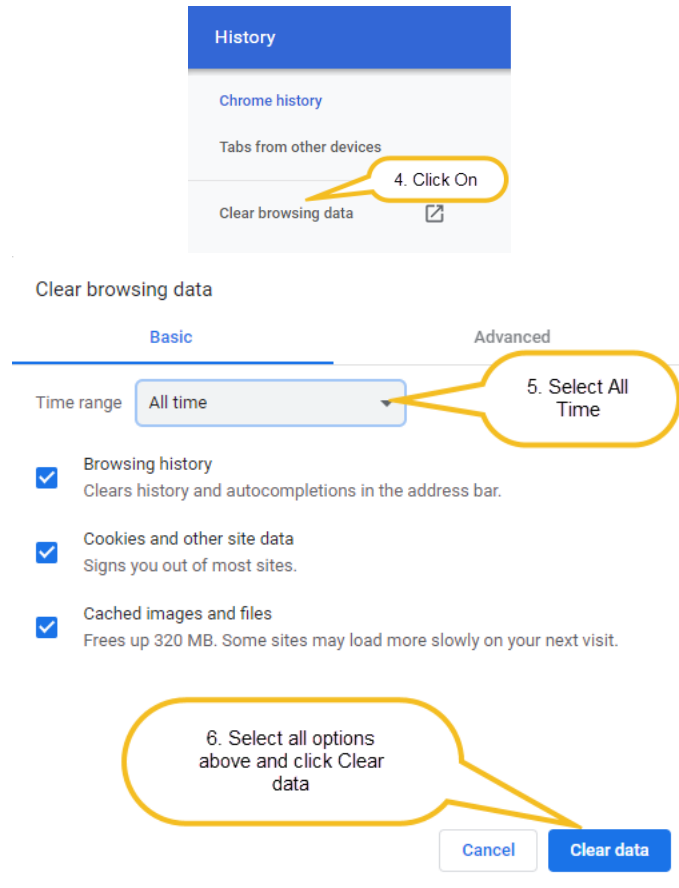 History
Chrome history
Tabs from other devices
4. Click On
Clear browsing data
Clear browsing data
Basic
Advanced
Time range
All time
5. Select All
Time
Browsing history
Clears history and autocompletions in the address bar.
Cookies and other site data
Signs you out of most sites.
Cached images and files
Frees up 320 MB. Some sites may load more slowly on your next visit.
6. Select all options
above and click Clear
data
Cancel
Clear data